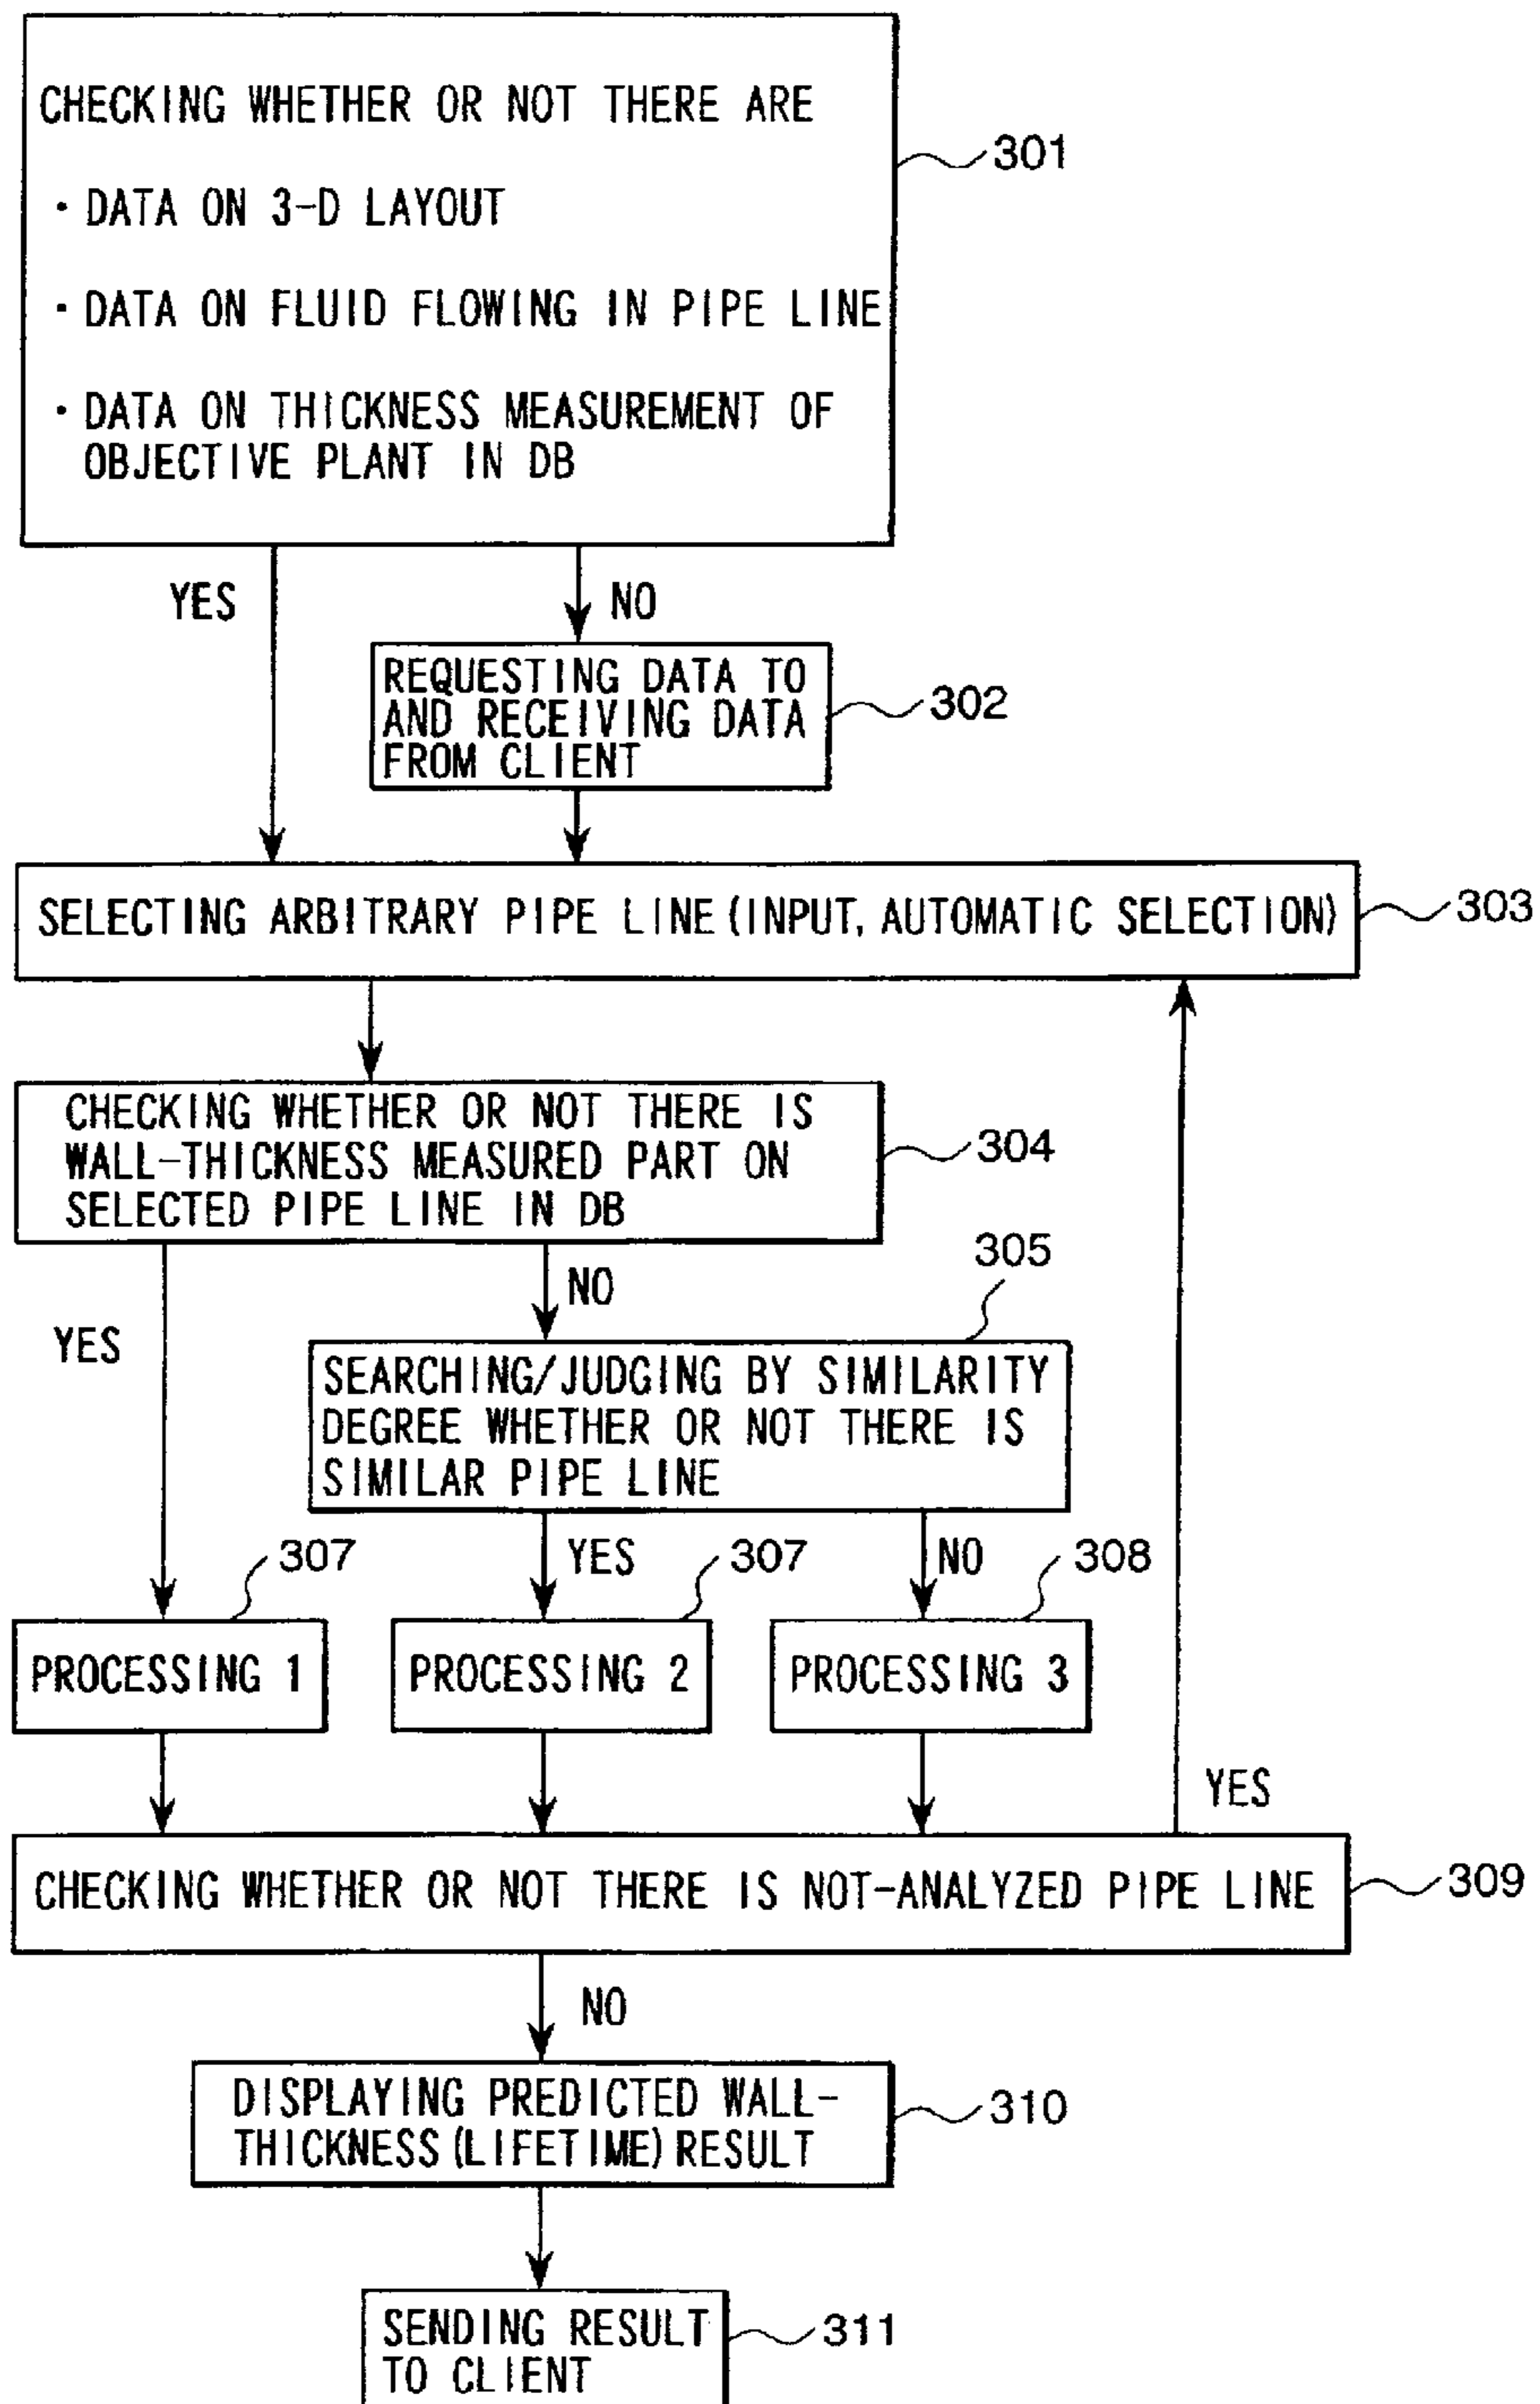 CHECKING WHETHER OR NOT THERE ARE
301
· DATA ON 3-D LAYOUT
· DATA ON FLUID FLOWING IN PIPE LINE
· DATA ON THICKNESS MEASUREMENT OF
OBJECTIVE PLANT IN DB
YES
NO
REQUESTING DATA TO
AND RECEIVING DATA
FROM CLIENT
302
SELECTING ARBITRARY PIPE LINE(INPUT, AUTOMATIC SELECTION)
303
CHECKING WHETHER OR NOT THERE IS
WALL-THICKNESS MEASURED PART ON
SELECTED PIPE LINE IN DB
304
NO
305
YES
SEARCHING/JUDGING BY SIMILARITY
DEGREE WHETHER OR NOT THERE IS
SIMILAR PIPE LINE
307
YES
307
NO
308
PROCESSING 1
PROCESSING 2
PROCESSING 3
YES
CHECKING WHETHER OR NOT THERE IS NOT-ANALYZED PIPE LINE
309
NO
DISPLAYING PREDICTED WALL-
THICKNESS(LIFETIME)RESULT
310
SENDING RESULT
TO CLIENT
311